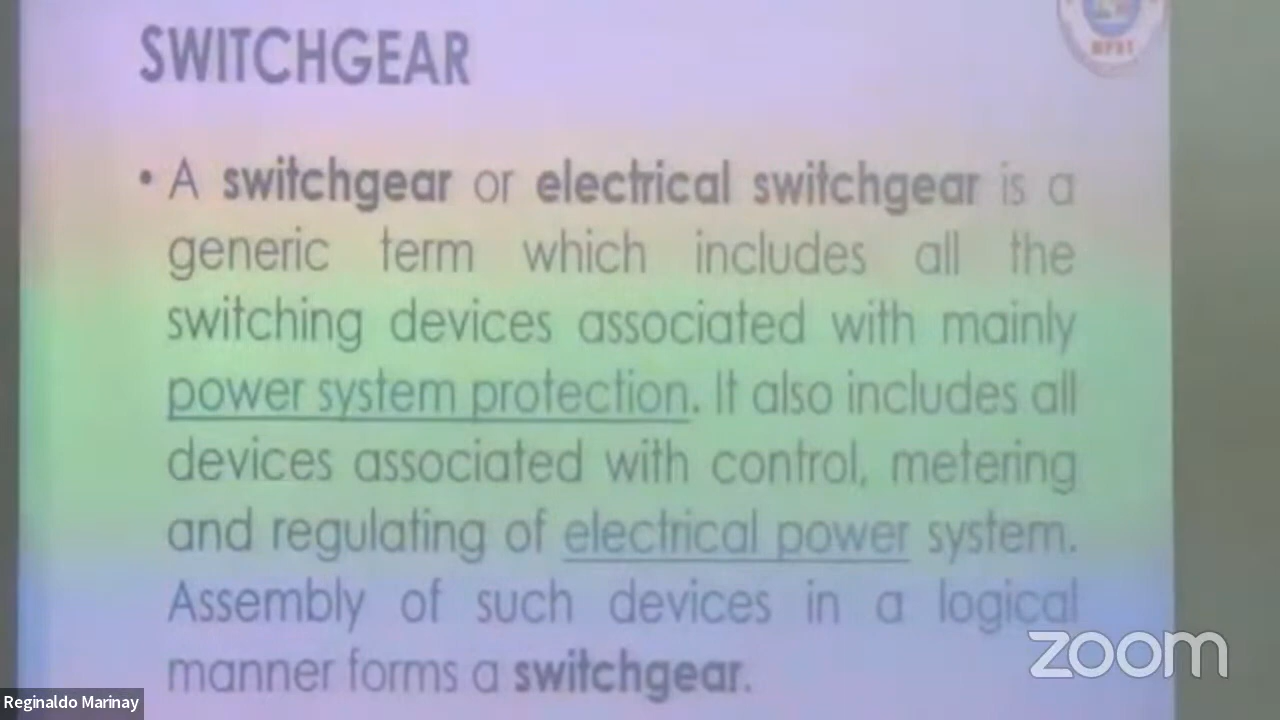 SWITCHGEAR
• A switchgear or electrical switchgear is a
generic term which includes all the
switching devices associated with mainly
power system protection. It also includes all
devices associated with control, metering
and regulating of electrical power system.
Assembly of such devices in a logical
manner forms a switchgear.
zoom
Reginaldo Marinay